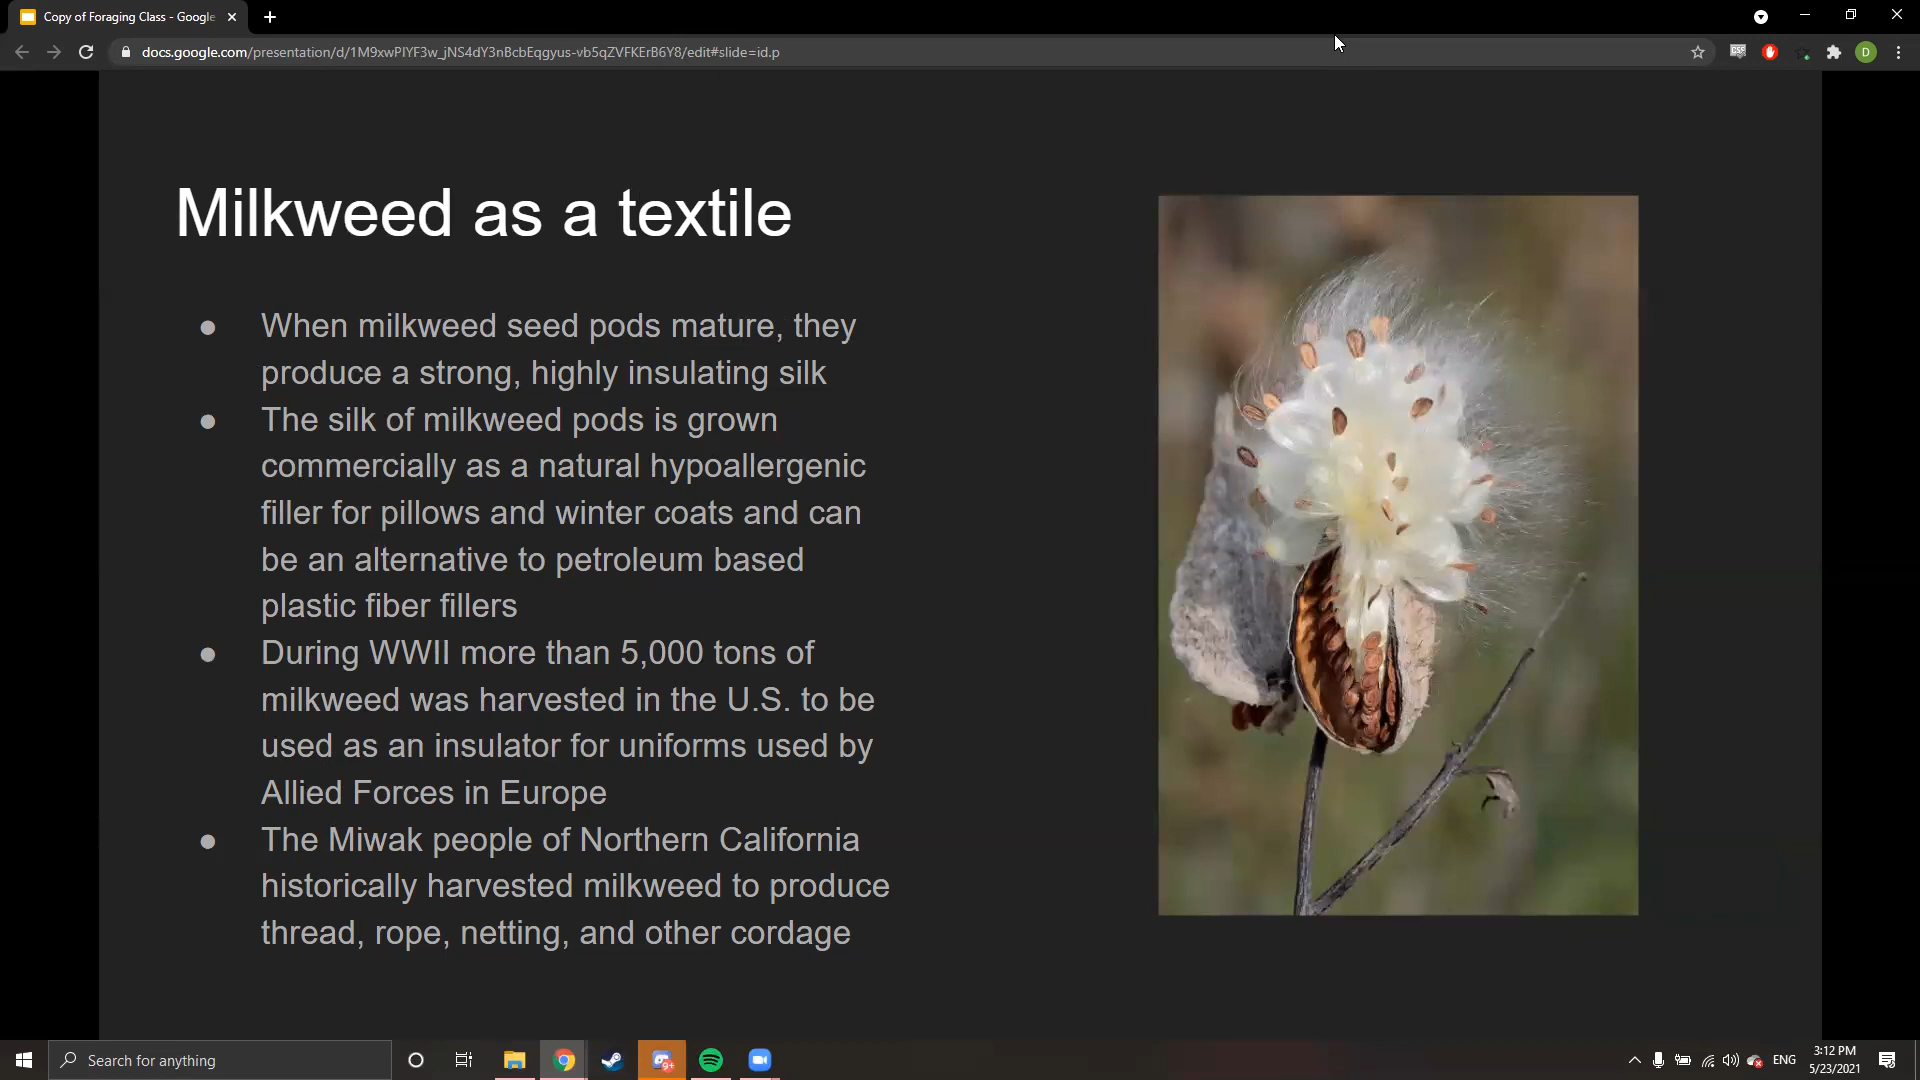 Copy of Foraging Class - Google
docs.google.com/presentation/d/1M9xwPIYF3w_jNS4dY3nBcbEqgyus-vb5qZVFKErB6Y8/edit#slide=id.p
CSP
D
Milkweed as a textile
● When milkweed seed pods mature, they
produce a strong, highly insulating silk
● The silk of milkweed pods is grown
commercially as a natural hypoallergenic
filler for pillows and winter coats and can
be an alternative to petroleum based
plastic fiber fillers
● During WWII more than 5,000 tons of
milkweed was harvested in the U.S. to be
used as an insulator for uniforms used by
Allied Forces in Europe
● The Miwak people of Northern California
historically harvested milkweed to produce
thread, rope, netting, and other cordage
Search for anything
9+
ENG
3:12 PM
5/23/2021